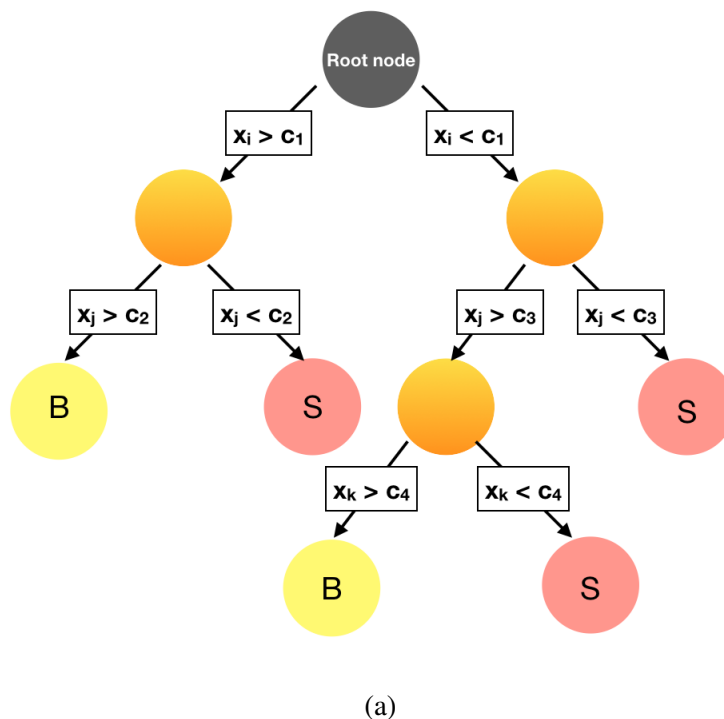 Root node
xᵢ > c₁
xᵢ < c₁
xⱼ > c₂
xⱼ < c₂
xⱼ > c₃
xⱼ < c₃
B
S
S
xₖ > c₄
xₖ < c₄
B
S
(a)